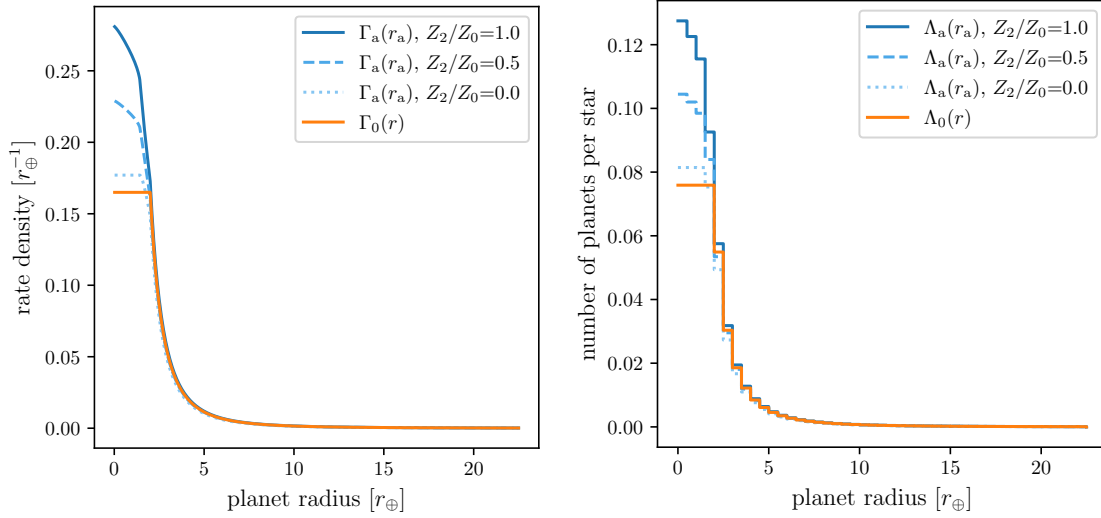 rate density [r⊕⁻¹]
0.25
0.20
0.15
0.10
0.05
0.00
0
5
10
15
20
planet radius [r⊕]
Γₐ(rₐ), Z₂/Z₀=1.0
Γₐ(rₐ), Z₂/Z₀=0.5
Γₐ(rₐ), Z₂/Z₀=0.0
Γ₀(r)
number of planets per star
0.12
0.10
0.08
0.06
0.04
0.02
0.00
0
5
10
15
20
planet radius [r⊕]
Λₐ(rₐ), Z₂/Z₀=1.0
Λₐ(rₐ), Z₂/Z₀=0.5
Λₐ(rₐ), Z₂/Z₀=0.0
Λ₀(r)